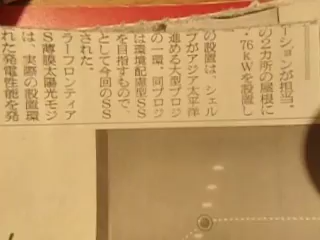 ーションが担当。
の2カ所の屋根に
・76kWを設置し
の設置は、シェル
プがアジア太平洋
進める大型プロジ
の一環。同プロジ
は環境配慮型SS
を目指すもので、
として今回のSS
された。
ラーフロンティア
S薄膜太陽光モジ
は、実際の設置環
れた発電性能を発